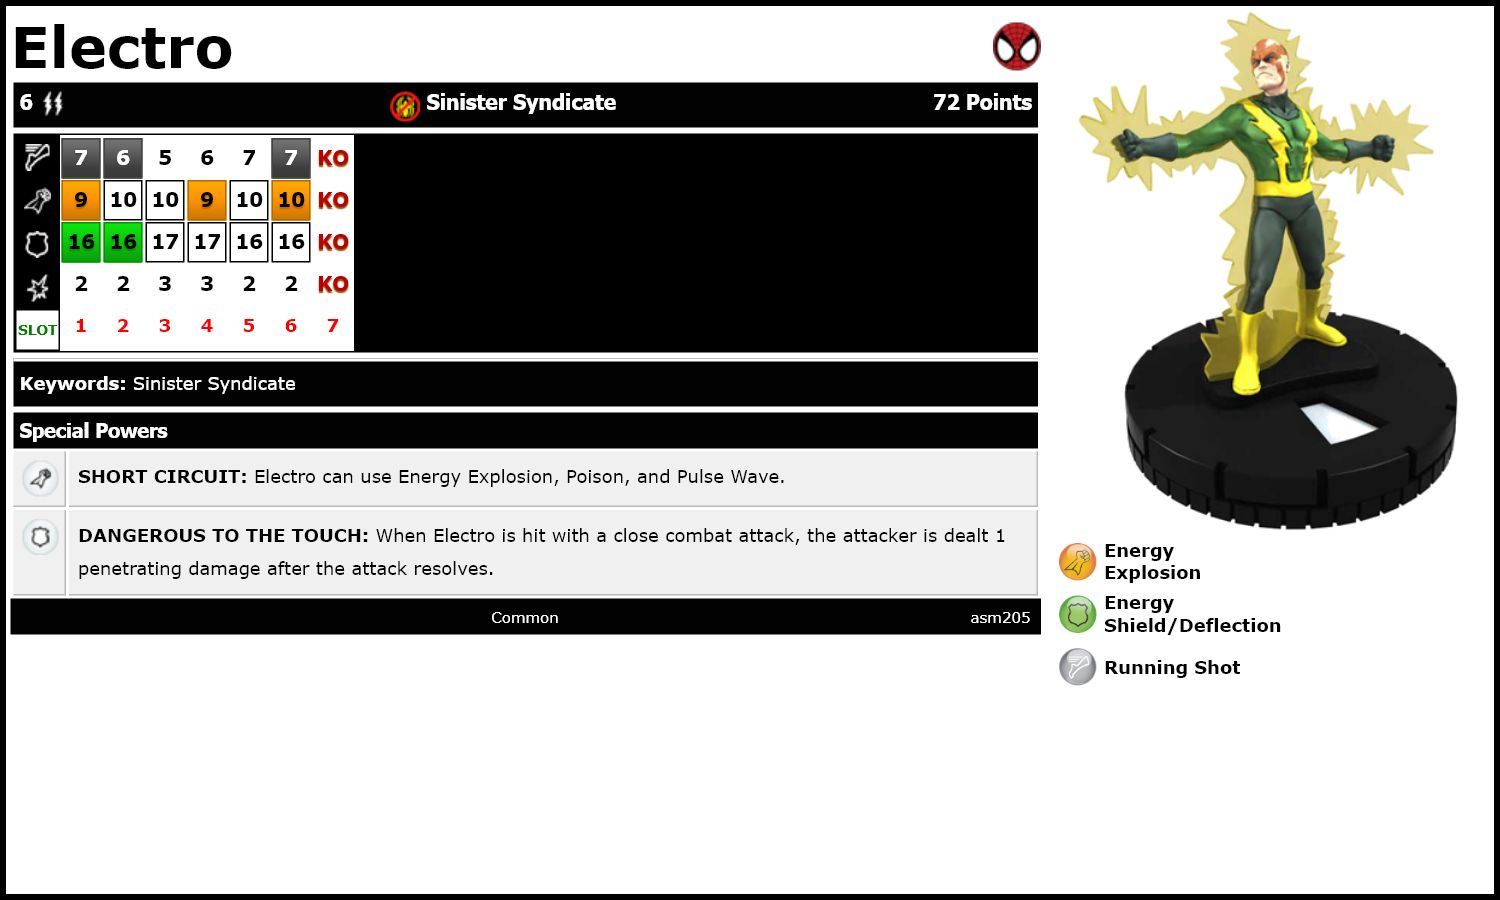 Electro
6 Sinister Syndicate 72 Points
7 6 5 6 7 7 KO
9 10 10 9 10 10 KO
16 16 17 17 16 16 KO
2 2 3 3 2 2 KO
SLOT 1 2 3 4 5 6 7
Keywords: Sinister Syndicate
Special Powers
SHORT CIRCUIT: Electro can use Energy Explosion, Poison, and Pulse Wave.
DANGEROUS TO THE TOUCH: When Electro is hit with a close combat attack, the attacker is dealt 1
penetrating damage after the attack resolves.
Common asm205
Energy
Explosion
Energy
Shield/Deflection
Running Shot